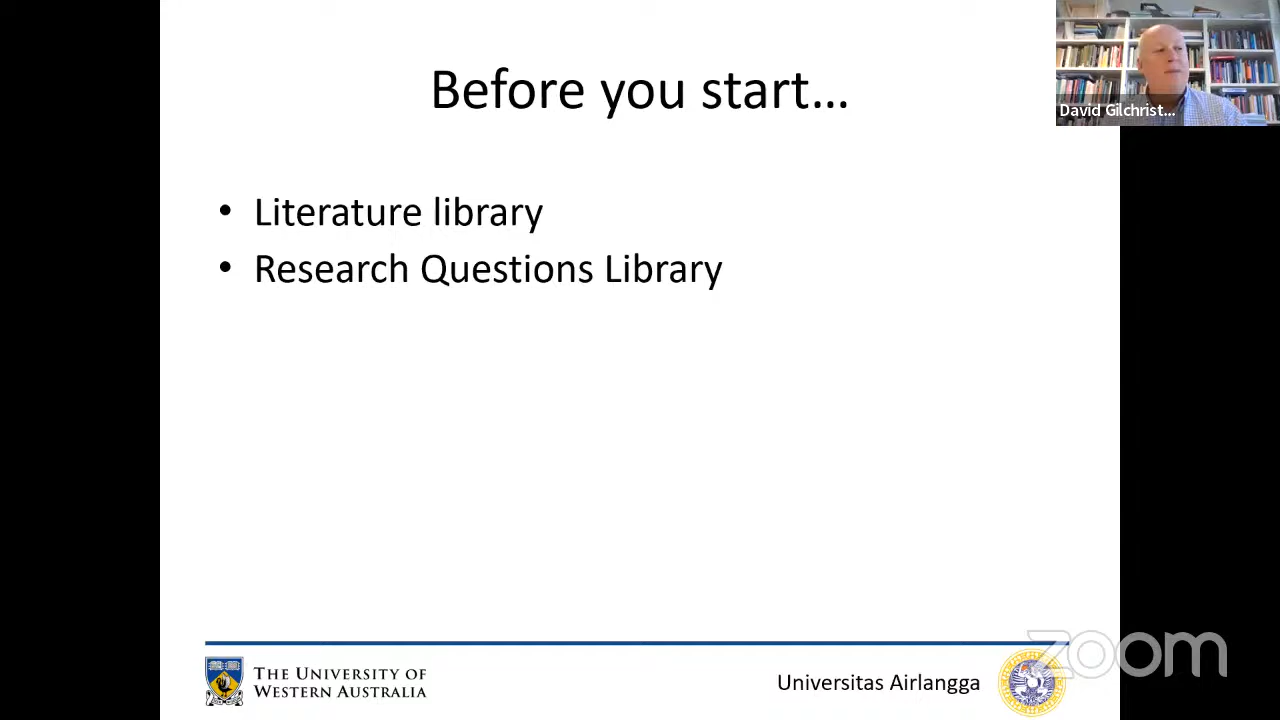 Before you start…
David Gilchrist...
• Literature library
• Research Questions Library
THE UNIVERSITY OF
WESTERN AUSTRALIA
Universitas Airlangga
zoom